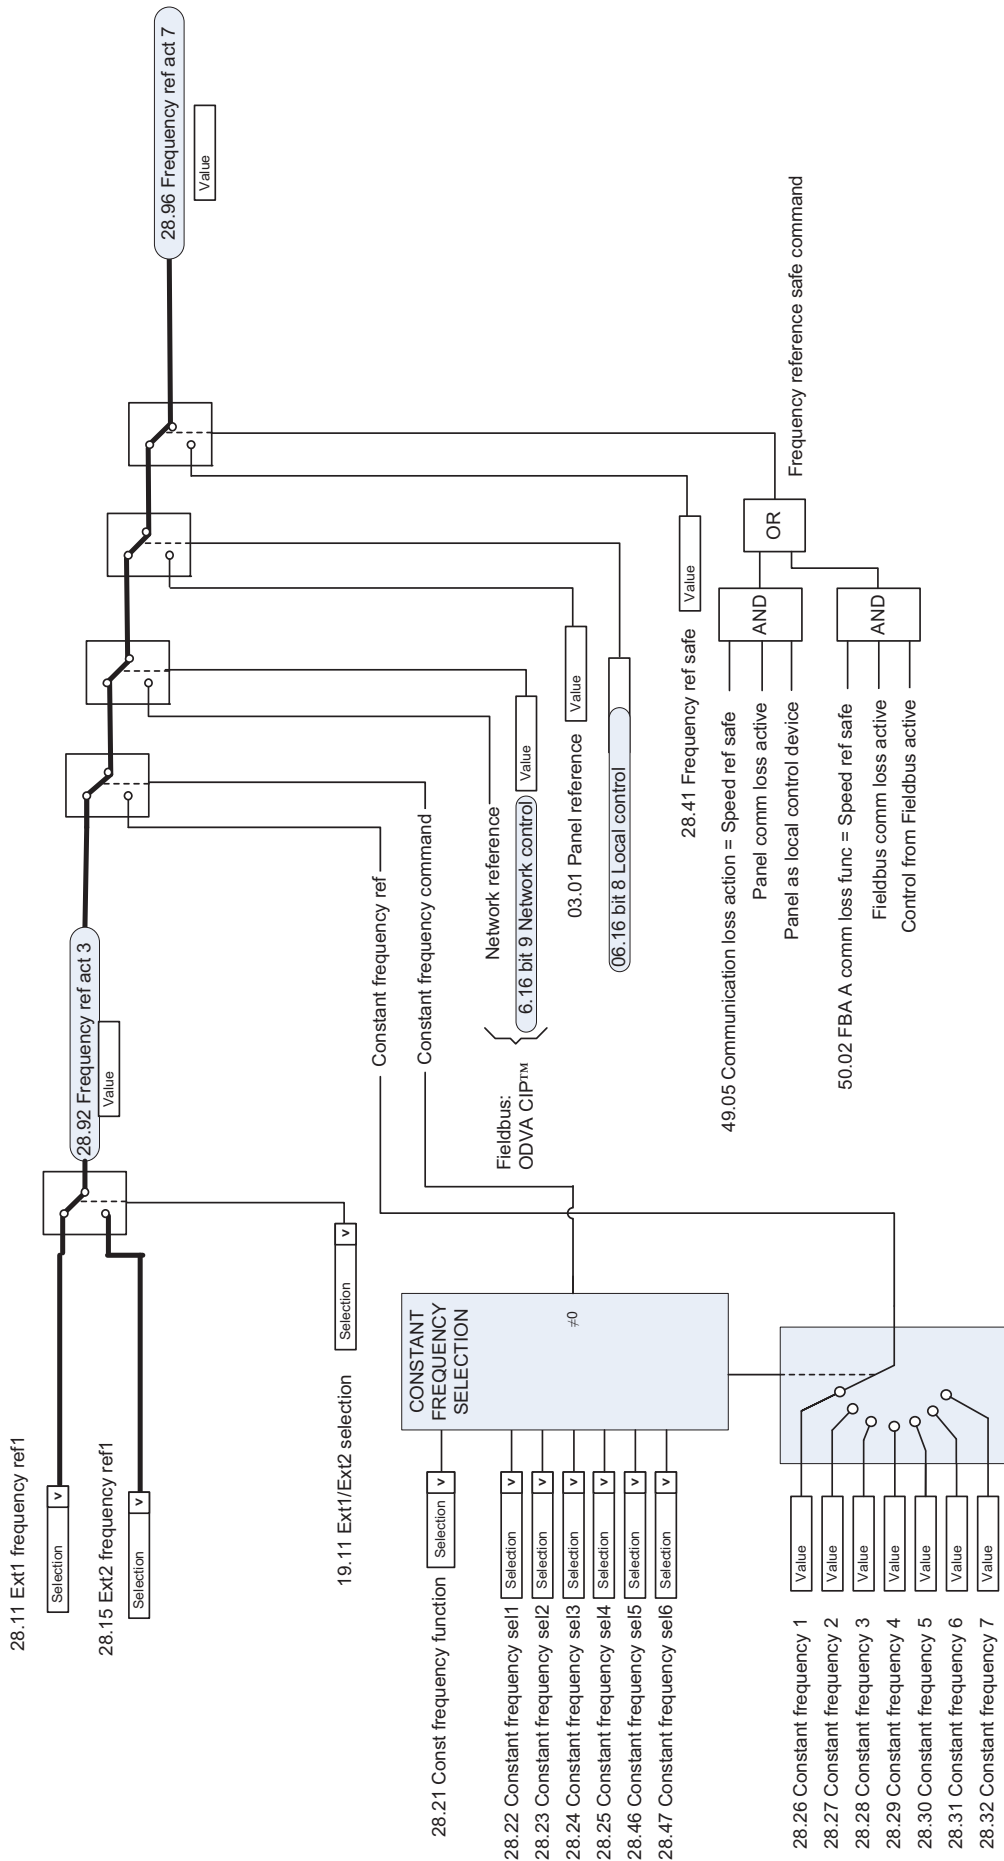 28.11 Ext1 frequency ref1
Selection
v
28.15 Ext2 frequency ref1
Selection
v
19.11 Ext1/Ext2 selection
Selection
v
28.92 Frequency ref act 3
Value
28.96 Frequency ref act 7
Value
28.21 Const frequency function
Selection
v
28.22 Constant frequency sel1
Selection
v
28.23 Constant frequency sel2
Selection
v
28.24 Constant frequency sel3
Selection
v
28.25 Constant frequency sel4
Selection
v
28.46 Constant frequency sel5
Selection
v
28.47 Constant frequency sel6
Selection
v
CONSTANT
FREQUENCY
SELECTION
≠0
28.26 Constant frequency 1
Value
28.27 Constant frequency 2
Value
28.28 Constant frequency 3
Value
28.29 Constant frequency 4
Value
28.30 Constant frequency 5
Value
28.31 Constant frequency 6
Value
28.32 Constant frequency 7
Value
Constant frequency ref
Constant frequency command
Fieldbus:
ODVA CIP™
Network reference
6.16 bit 9 Network control
Value
03.01 Panel reference
Value
06.16 bit 8 Local control
28.41 Frequency ref safe
Value
49.05 Communication loss action = Speed ref safe
Panel comm loss active
Panel as local control device
AND
50.02 FBA A comm loss func = Speed ref safe
Fieldbus comm loss active
Control from Fieldbus active
AND
OR
Frequency reference safe command